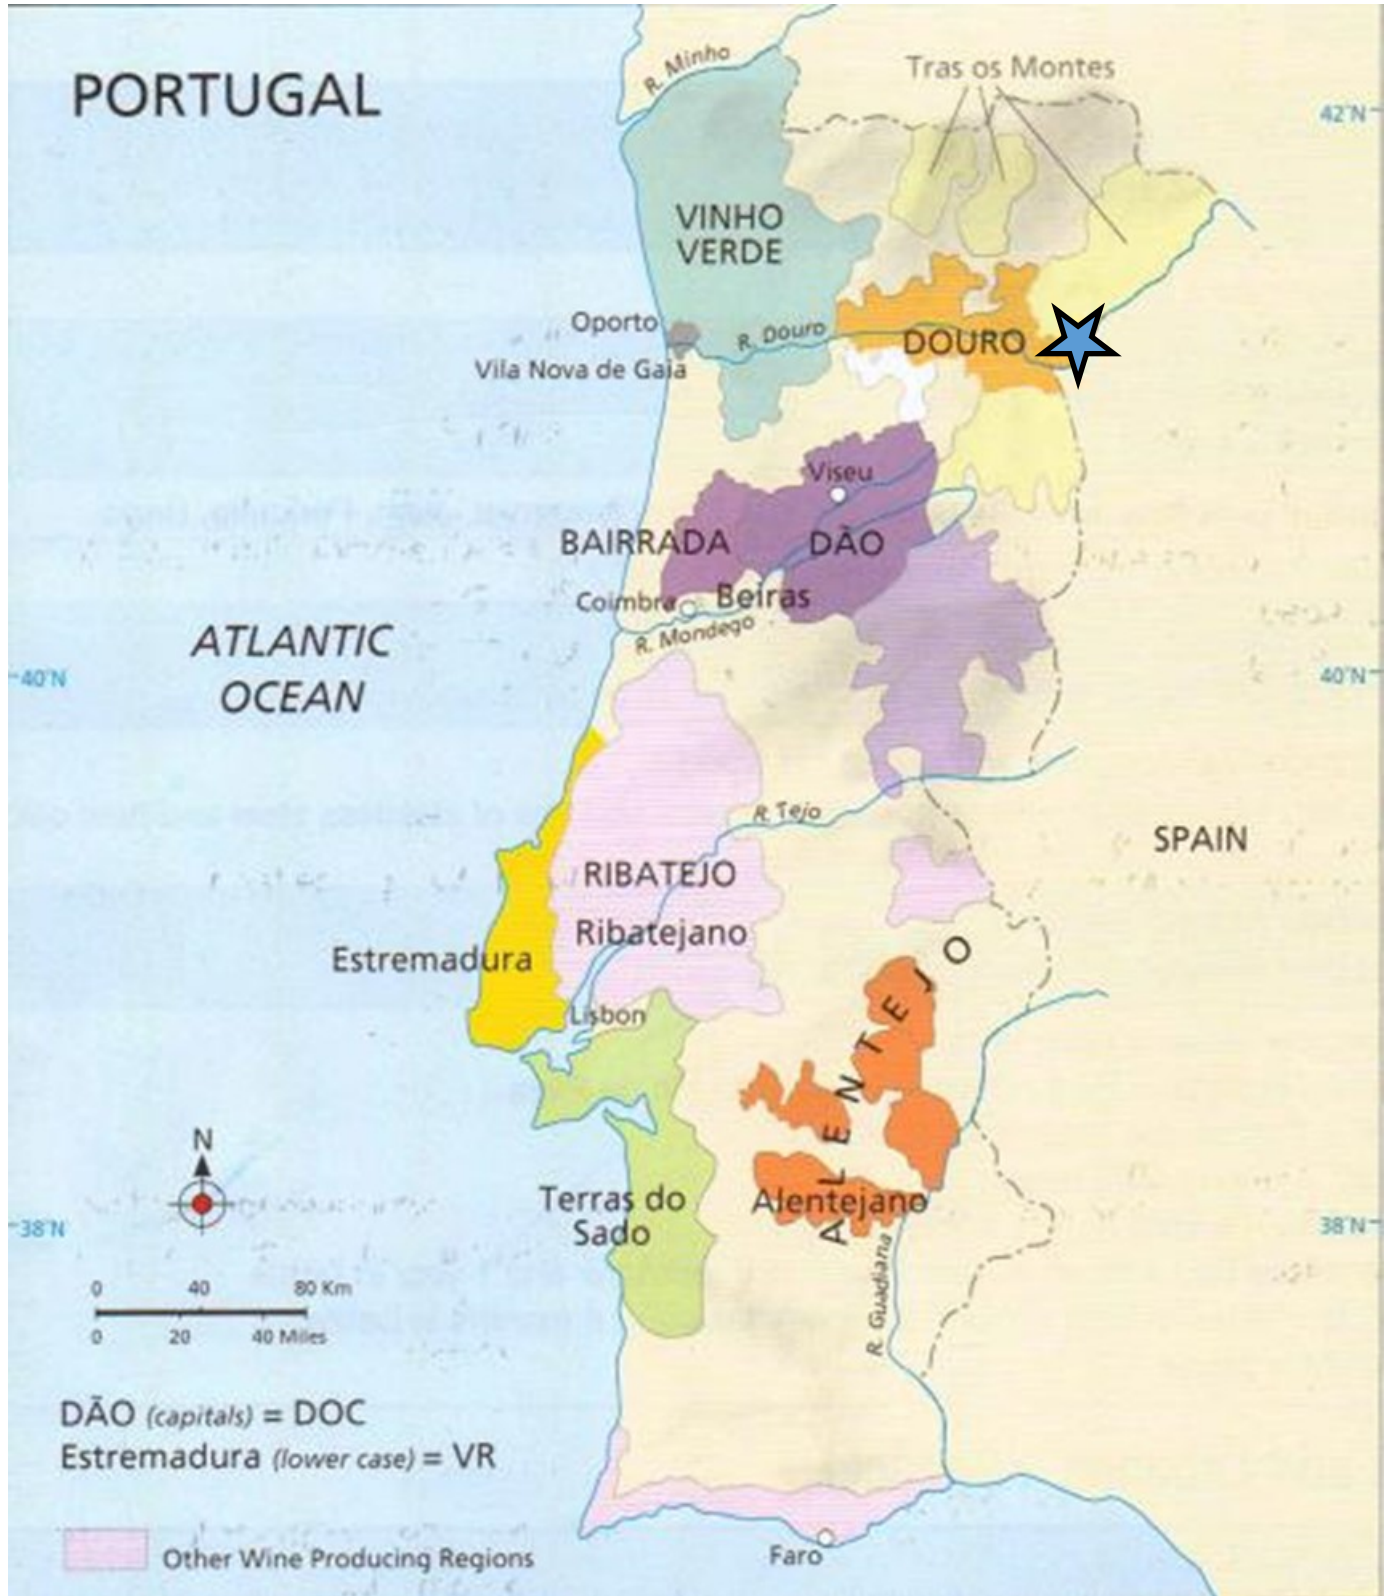 PORTUGAL
R. Minho
Tras os Montes
42°N
VINHO
VERDE
Oporto
R. Douro
DOURO
Vila Nova de Gaia
Viseu
BAIRRADA
DÃO
Coimbra
Beiras
R. Mondego
ATLANTIC
OCEAN
40°N
40°N
R. Tejo
SPAIN
RIBATEJO
Ribatejano
Estremadura
Lisbon
ALENTEJO
N
Terras do
Sado
Alentejano
38°N
38°N
R. Guadiana
0 40 80 Km
0 20 40 Miles
DÃO (capitals) = DOC
Estremadura (lower case) = VR
Other Wine Producing Regions
Faro